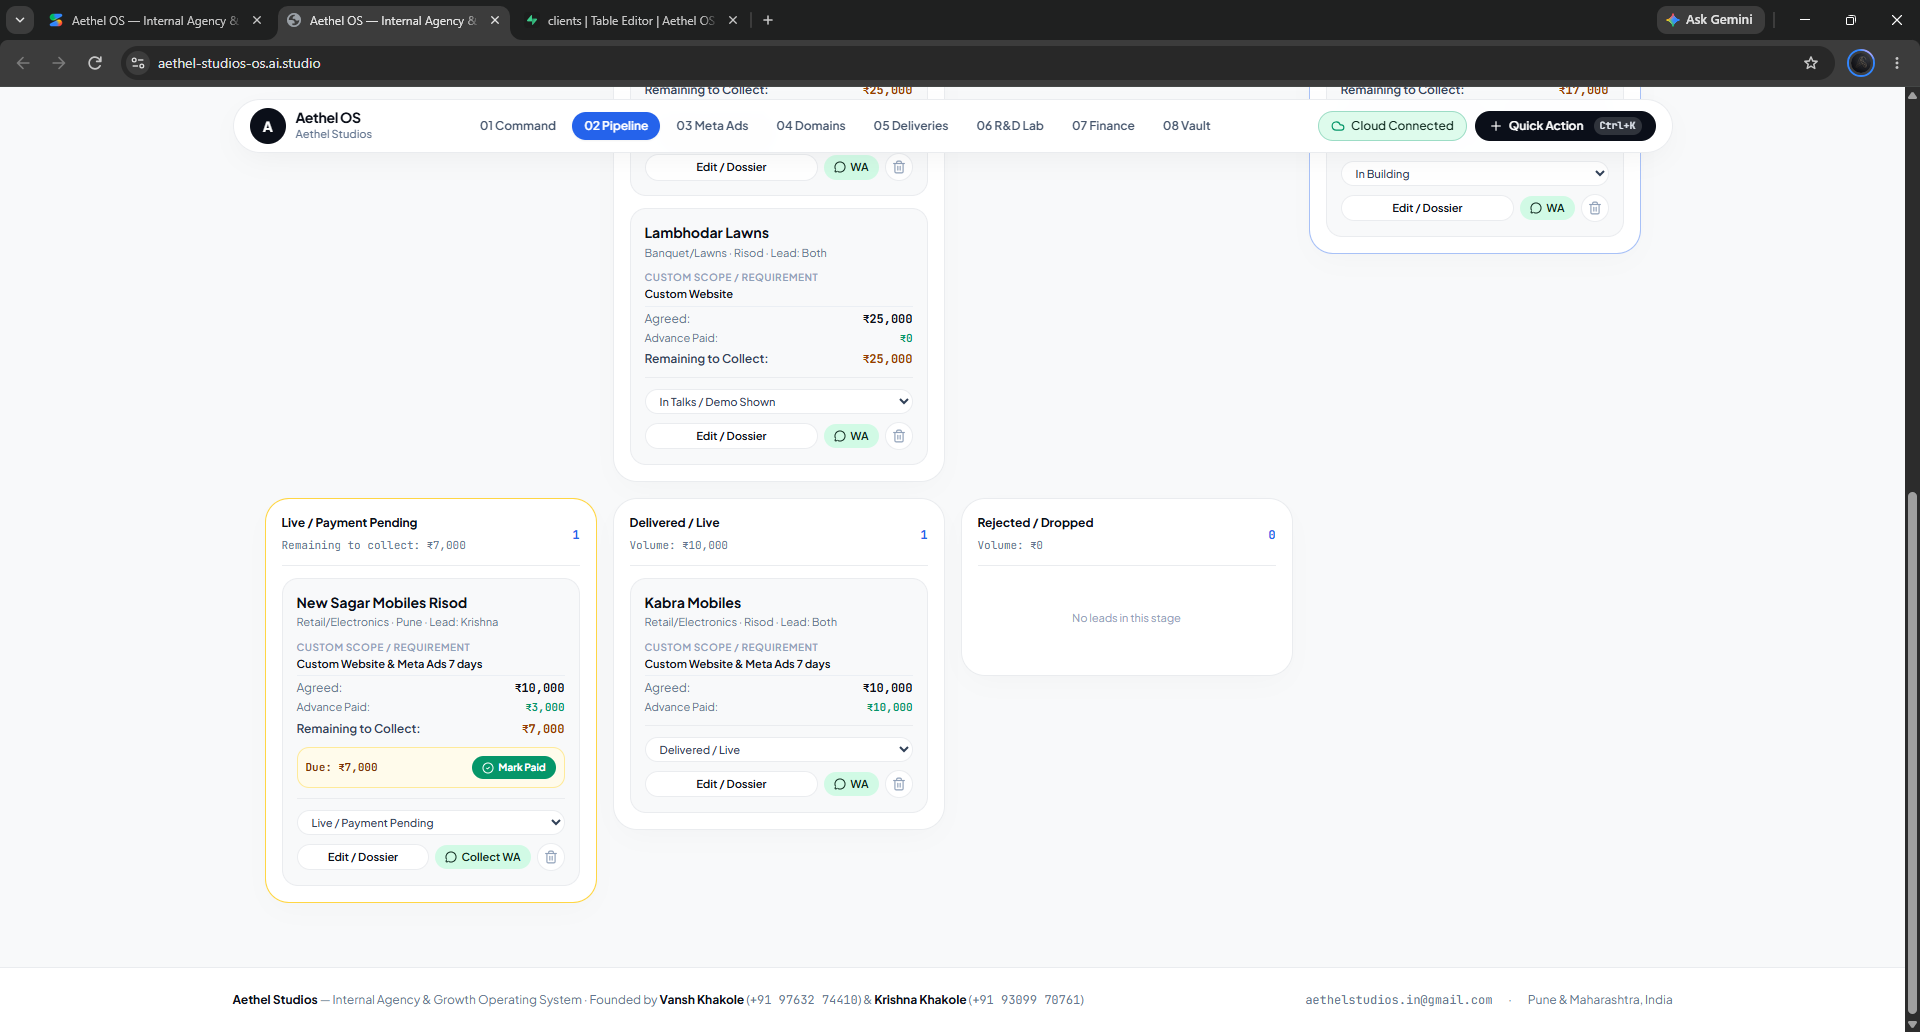 Aethel OS — Internal Agency &
Aethel OS — Internal Agency &
clients | Table Editor | Aethel OS
Ask Gemini
aethel-studios-os.ai.studio
Remaining to Collect: ₹25,000
Remaining to Collect: ₹17,000
A
Aethel OS
Aethel Studios
01 Command
02 Pipeline
03 Meta Ads
04 Domains
05 Deliveries
06 R&D Lab
07 Finance
08 Vault
Cloud Connected
Quick Action Ctrl+K
Edit / Dossier WA
In Building
Edit / Dossier WA
Lambhodar Lawns
Banquet/Lawns · Risod · Lead: Both
CUSTOM SCOPE / REQUIREMENT
Custom Website
Agreed: ₹25,000
Advance Paid: ₹0
Remaining to Collect: ₹25,000
In Talks / Demo Shown
Edit / Dossier WA
Live / Payment Pending 1
Remaining to collect: ₹7,000
New Sagar Mobiles Risod
Retail/Electronics · Pune · Lead: Krishna
CUSTOM SCOPE / REQUIREMENT
Custom Website & Meta Ads 7 days
Agreed: ₹10,000
Advance Paid: ₹3,000
Remaining to Collect: ₹7,000
Due: ₹7,000 Mark Paid
Live / Payment Pending
Edit / Dossier Collect WA
Delivered / Live 1
Volume: ₹10,000
Kabra Mobiles
Retail/Electronics · Risod · Lead: Both
CUSTOM SCOPE / REQUIREMENT
Custom Website & Meta Ads 7 days
Agreed: ₹10,000
Advance Paid: ₹10,000
Delivered / Live
Edit / Dossier WA
Rejected / Dropped 0
Volume: ₹0
No leads in this stage
Aethel Studios — Internal Agency & Growth Operating System · Founded by Vansh Khakole (+91 97632 74410) & Krishna Khakole (+91 93099 70761)
aethelstudios.in@gmail.com · Pune & Maharashtra, India